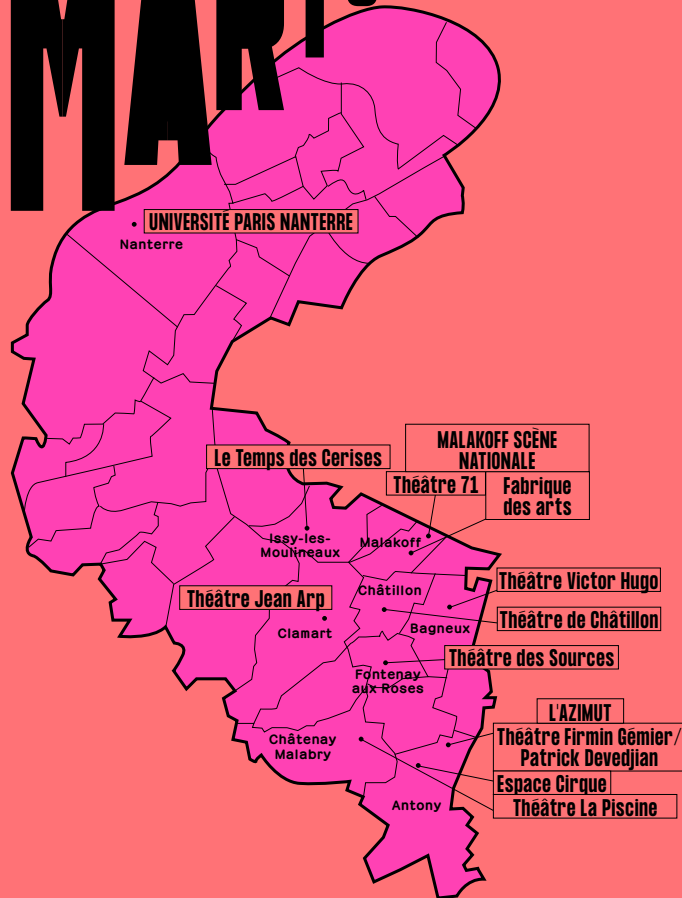 MAR
UNIVERSITÉ PARIS NANTERRE
Nanterre
MALAKOFF SCÈNE
NATIONALE
Le Temps des Cerises
Théâtre 71
Fabrique
des arts
Issy-les-
Moulineaux
Malakoff
Théâtre Victor Hugo
Châtillon
Théâtre Jean Arp
Théâtre de Châtillon
Clamart
Bagneux
Théâtre des Sources
Fontenay
aux Roses
L'AZIMUT
Théâtre Firmin Gémier/
Patrick Devedjian
Châtenay
Malabry
Espace Cirque
Théâtre La Piscine
Antony